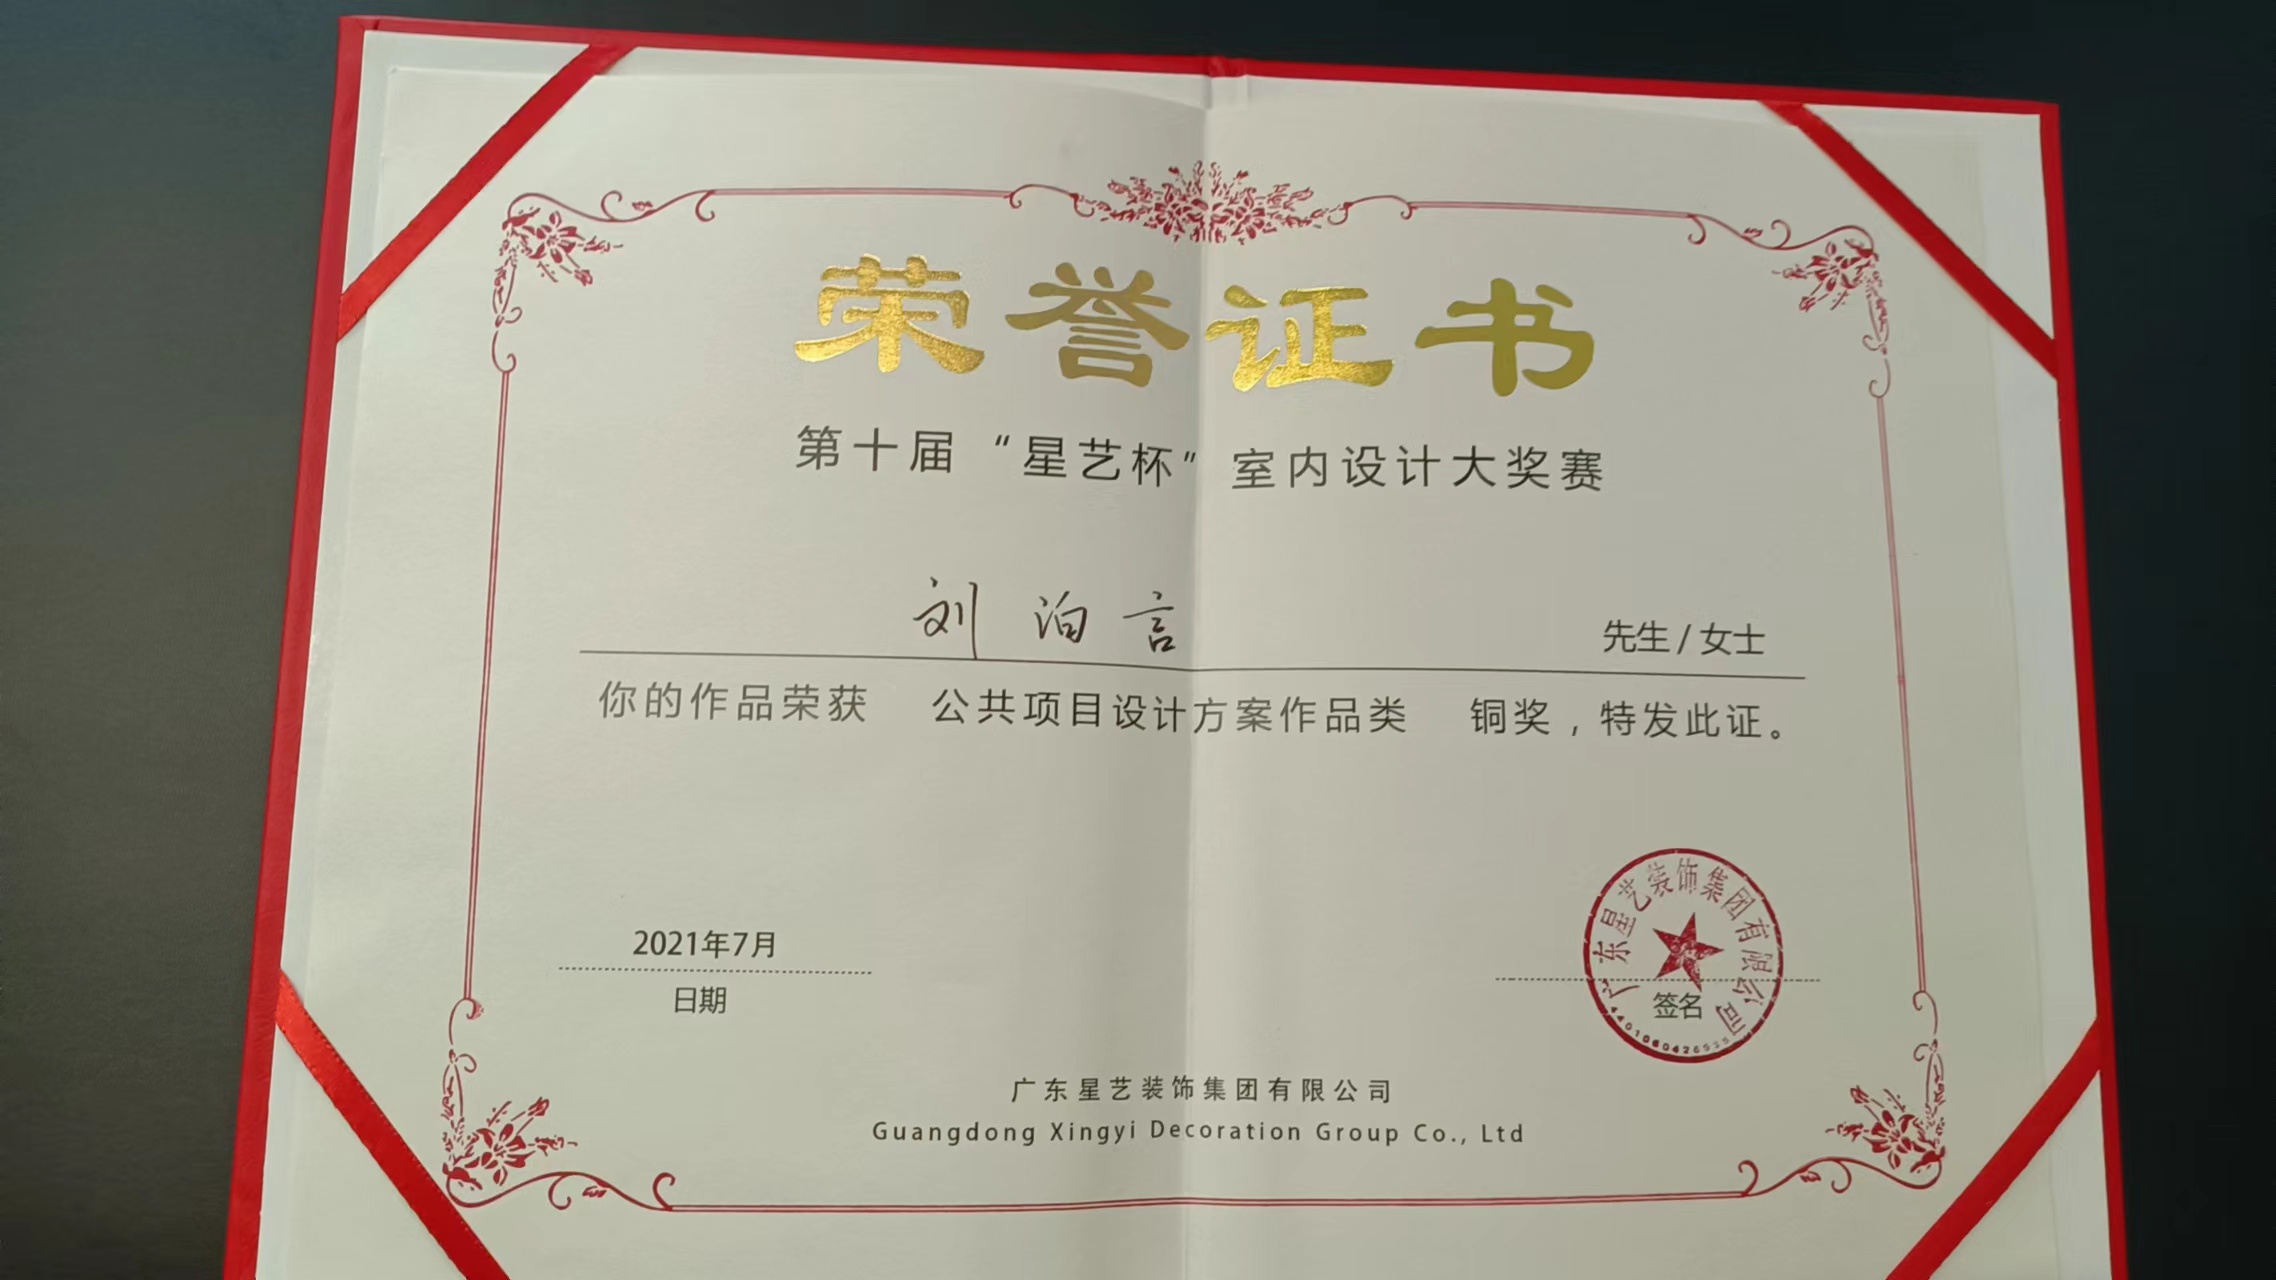 荣誉证书
第十届“星艺杯”室内设计大奖赛
刘泊言 先生/女士
你的作品荣获 公共项目设计方案作品类 铜奖，特发此证。
2021年7月
日期
广东星艺装饰集团有限公司
签名
广东星艺装饰集团有限公司
Guangdong Xingyi Decoration Group Co., Ltd